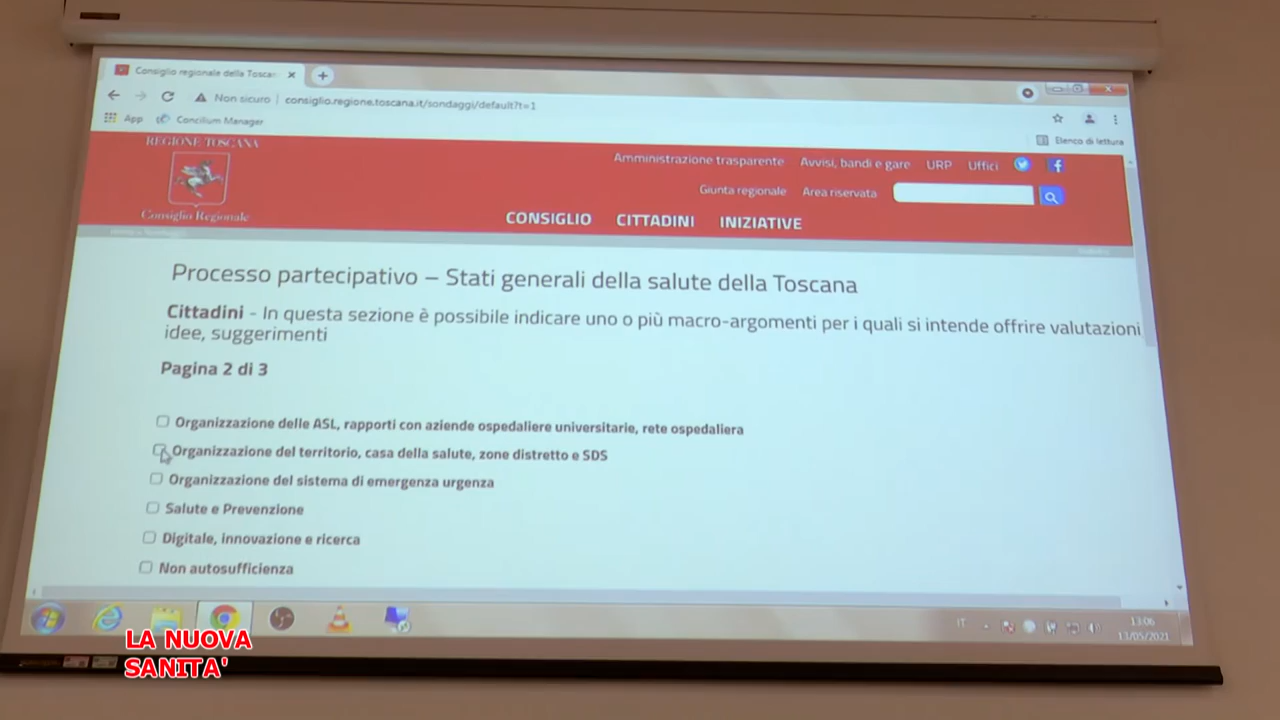 Consiglio regionale della Toscan
Non sicuro | consiglio.regione.toscana.it/sondaggi/default?t=1
App Concilium Manager
Elenco di lettura
REGIONE TOSCANA
Consiglio Regionale
Amministrazione trasparente Avvisi, bandi e gare URP Uffici
Giunta regionale Area riservata
CONSIGLIO CITTADINI INIZIATIVE
Processo partecipativo – Stati generali della salute della Toscana
Cittadini - In questa sezione è possibile indicare uno o più macro-argomenti per i quali si intende offrire valutazioni
idee, suggerimenti
Pagina 2 di 3
Organizzazione delle ASL, rapporti con aziende ospedaliere universitarie, rete ospedaliera
Organizzazione del territorio, casa della salute, zone distretto e SDS
Organizzazione del sistema di emergenza urgenza
Salute e Prevenzione
Digitale, innovazione e ricerca
Non autosufficienza
IT
13:06
13/05/2021
LA NUOVA
SANITA'